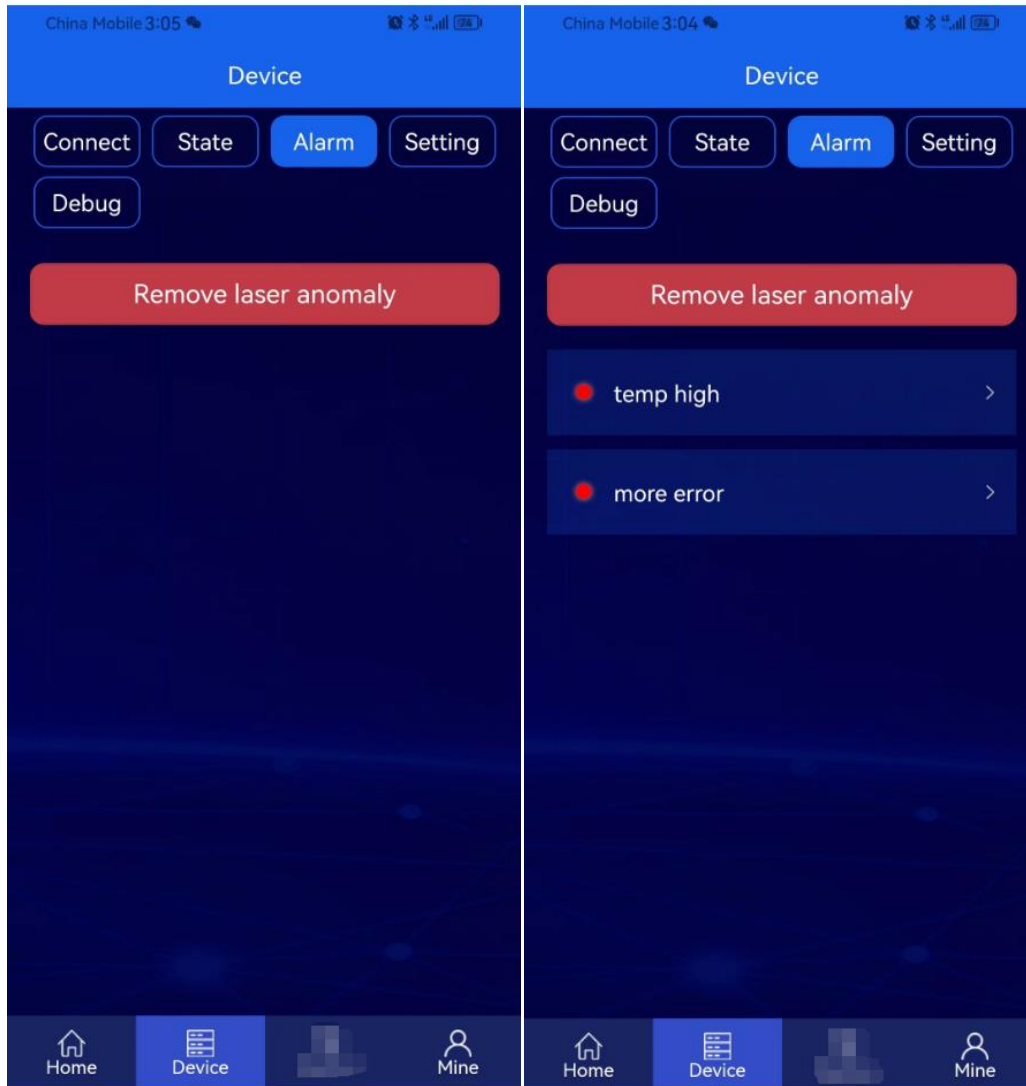 China Mobile 3:05
Device
Connect State Alarm Setting
Debug
Remove laser anomaly
Home Device Mine
China Mobile 3:04
Device
Connect State Alarm Setting
Debug
Remove laser anomaly
temp high
more error
Home Device Mine